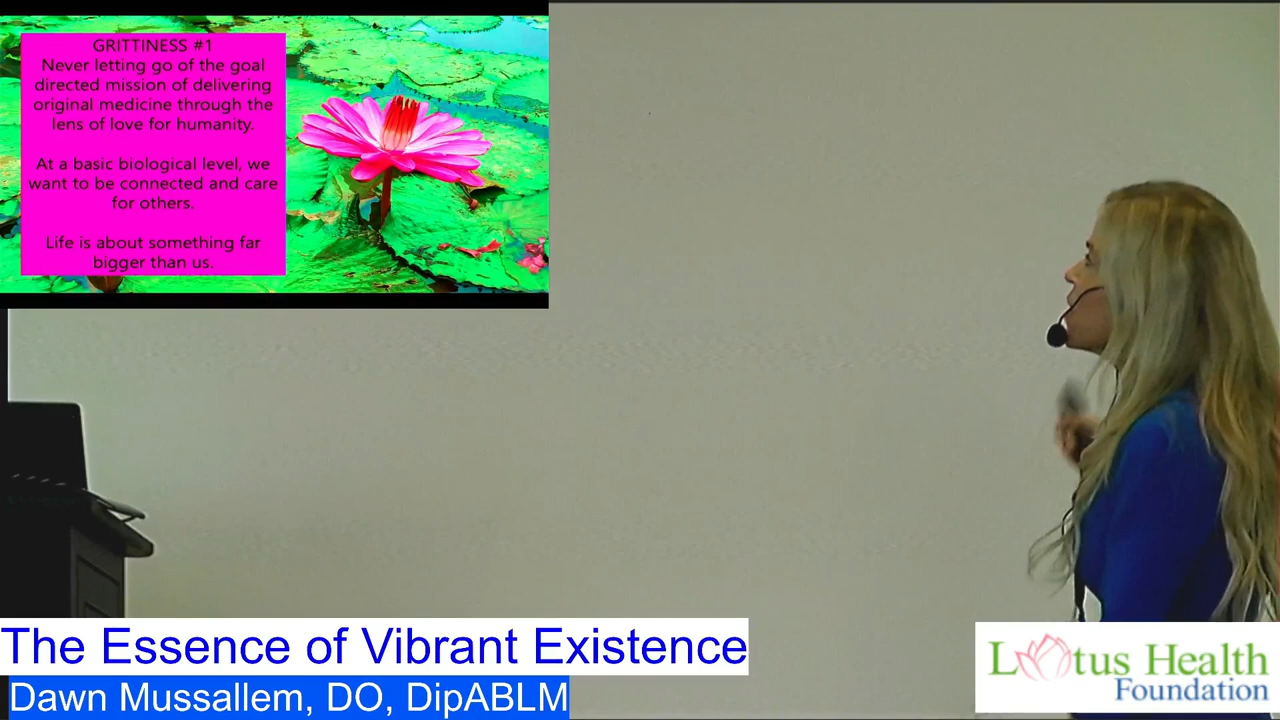 GRITTINESS #1
Never letting go of the goal
directed mission of delivering
original medicine through the
lens of love for humanity.
At a basic biological level, we
want to be connected and care
for others.
Life is about something far
bigger than us.
The Essence of Vibrant Existence
Dawn Mussallem, DO, DipABLM
Lotus Health
Foundation